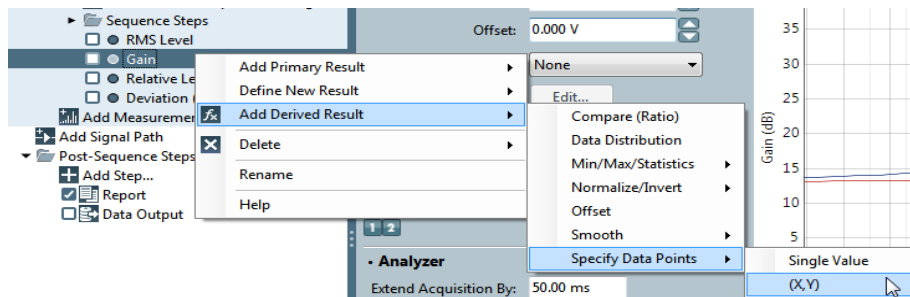 Sequence Steps
RMS Level
Gain
Relative Le
Deviation
Add Measuremer
Add Signal Path
Post-Sequence Steps
Add Step...
Report
Data Output
Add Primary Result
Define New Result
Add Derived Result
Delete
Rename
Help
Offset: 0.000 V
None
Edit...
Compare (Ratio)
Data Distribution
Min/Max/Statistics
Normalize/Invert
Offset
Smooth
Specify Data Points
Single Value
(X,Y)
1 2
Analyzer
Extend Acquisition By: 50.00 ms
Gain (dB)
35
30
25
20
15
10
5